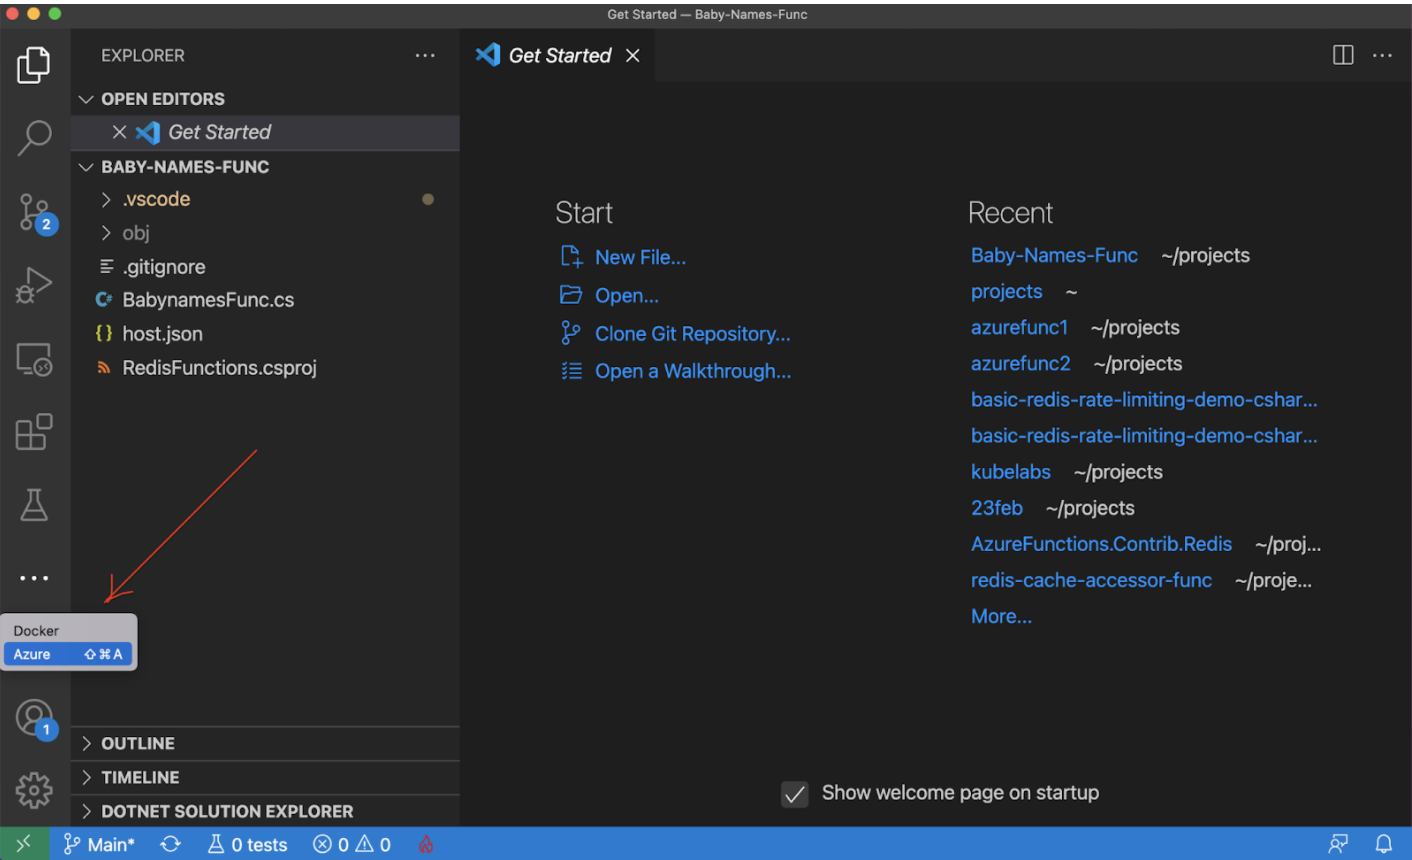 Get Started — Baby-Names-Func
EXPLORER
Get Started
OPEN EDITORS
Get Started
BABY-NAMES-FUNC
.vscode
obj
.gitignore
BabynamesFunc.cs
host.json
RedisFunctions.csproj
2
Docker
Azure ⇧⌘A
1
OUTLINE
TIMELINE
DOTNET SOLUTION EXPLORER
Start
New File...
Open...
Clone Git Repository...
Open a Walkthrough...
Recent
Baby-Names-Func ~/projects
projects ~
azurefunc1 ~/projects
azurefunc2 ~/projects
basic-redis-rate-limiting-demo-cshar...
basic-redis-rate-limiting-demo-cshar...
kubelabs ~/projects
23feb ~/projects
AzureFunctions.Contrib.Redis ~/proj...
redis-cache-accessor-func ~/proje...
More...
Show welcome page on startup
Main* 0 tests 0 0